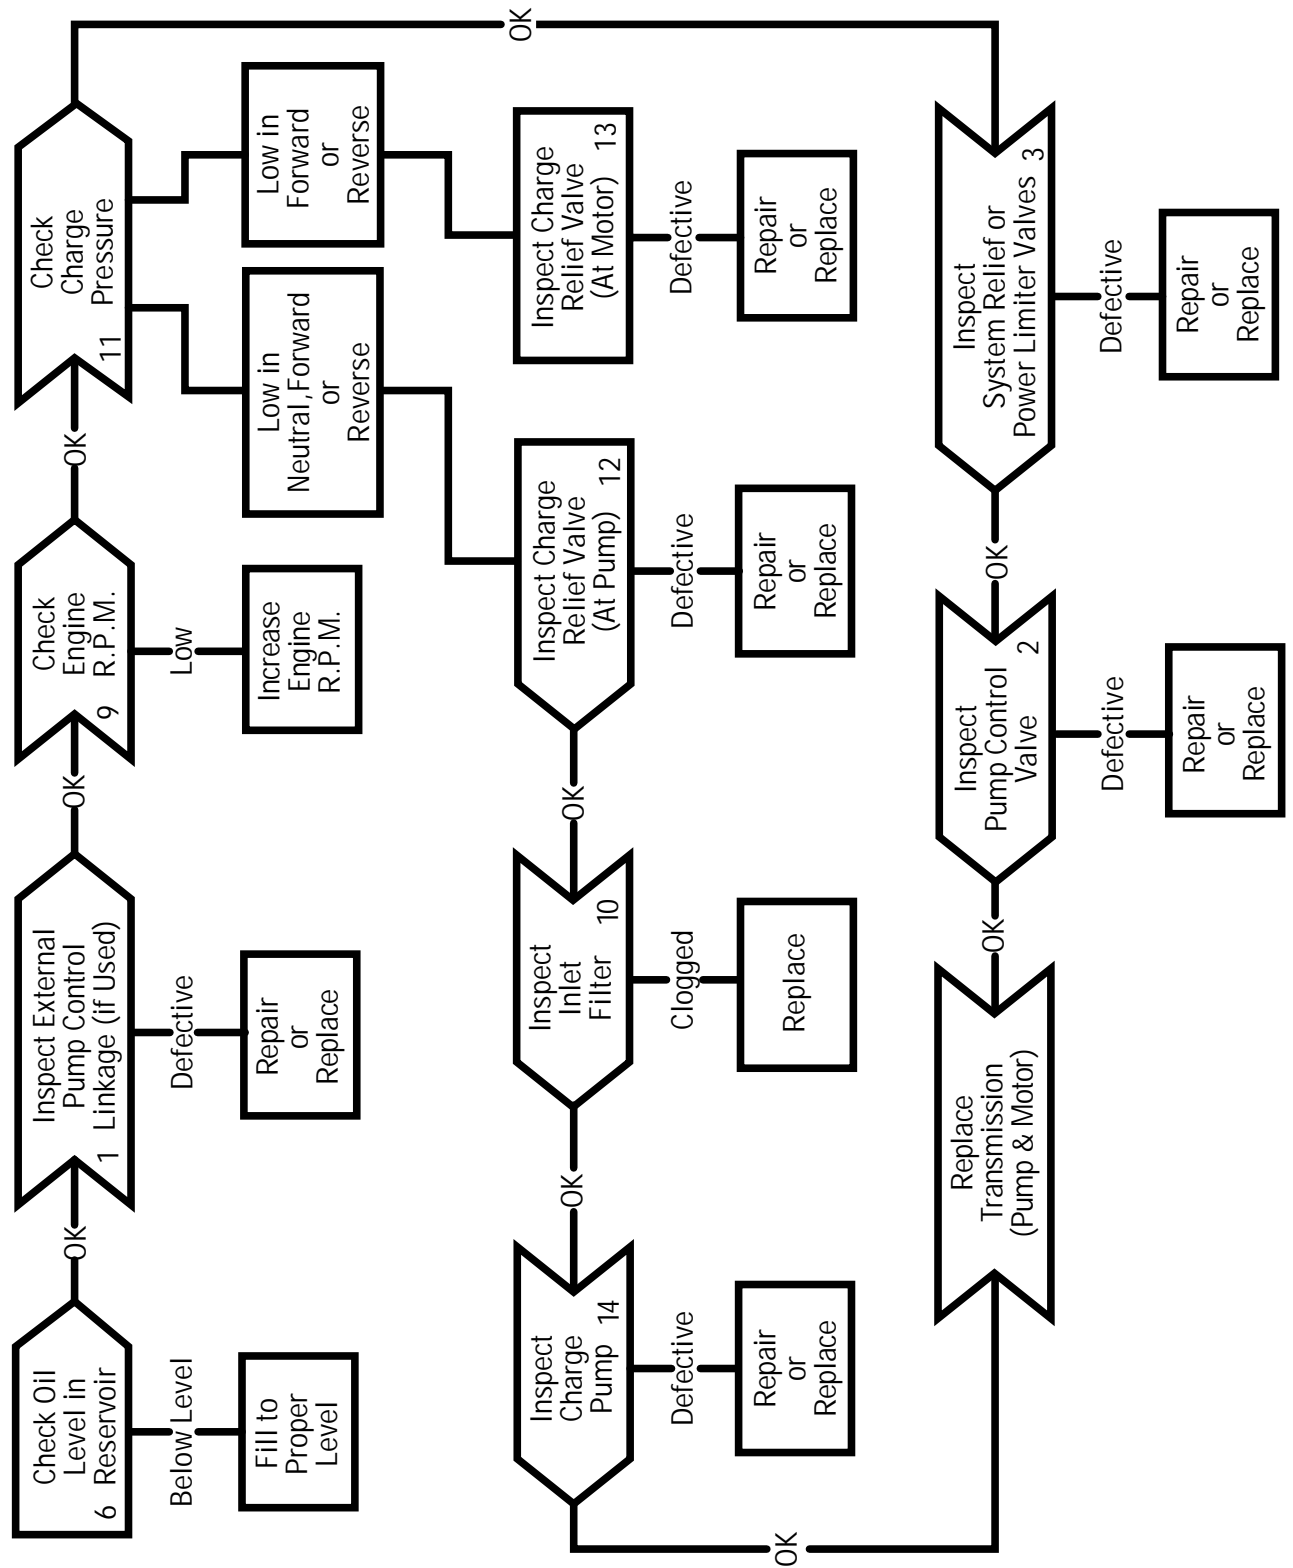 Check Oil
Level in
6 Reservoir
Below Level
Fill to
Proper
Level
OK
Inspect External
Pump Control
1 Linkage (if Used)
Defective
Repair
or
Replace
OK
Check
Engine
9 R.P.M.
Low
Increase
Engine
R.P.M.
OK
Check
Charge
11 Pressure
OK
Low in
Neutral,Forward
or
Reverse
Low in
Forward
or
Reverse
Inspect Charge
Relief Valve
(At Motor) 13
Defective
Repair
or
Replace
Inspect Charge
Relief Valve
(At Pump) 12
Defective
Repair
or
Replace
OK
Inspect
Inlet
Filter 10
Clogged
Replace
OK
Inspect
Charge
Pump 14
Defective
Repair
or
Replace
OK
Inspect
System Relief or
Power Limiter Valves 3
Defective
Repair
or
Replace
OK
Inspect
Pump Control
Valve 2
Defective
Repair
or
Replace
OK
Replace
Transmission
(Pump & Motor)